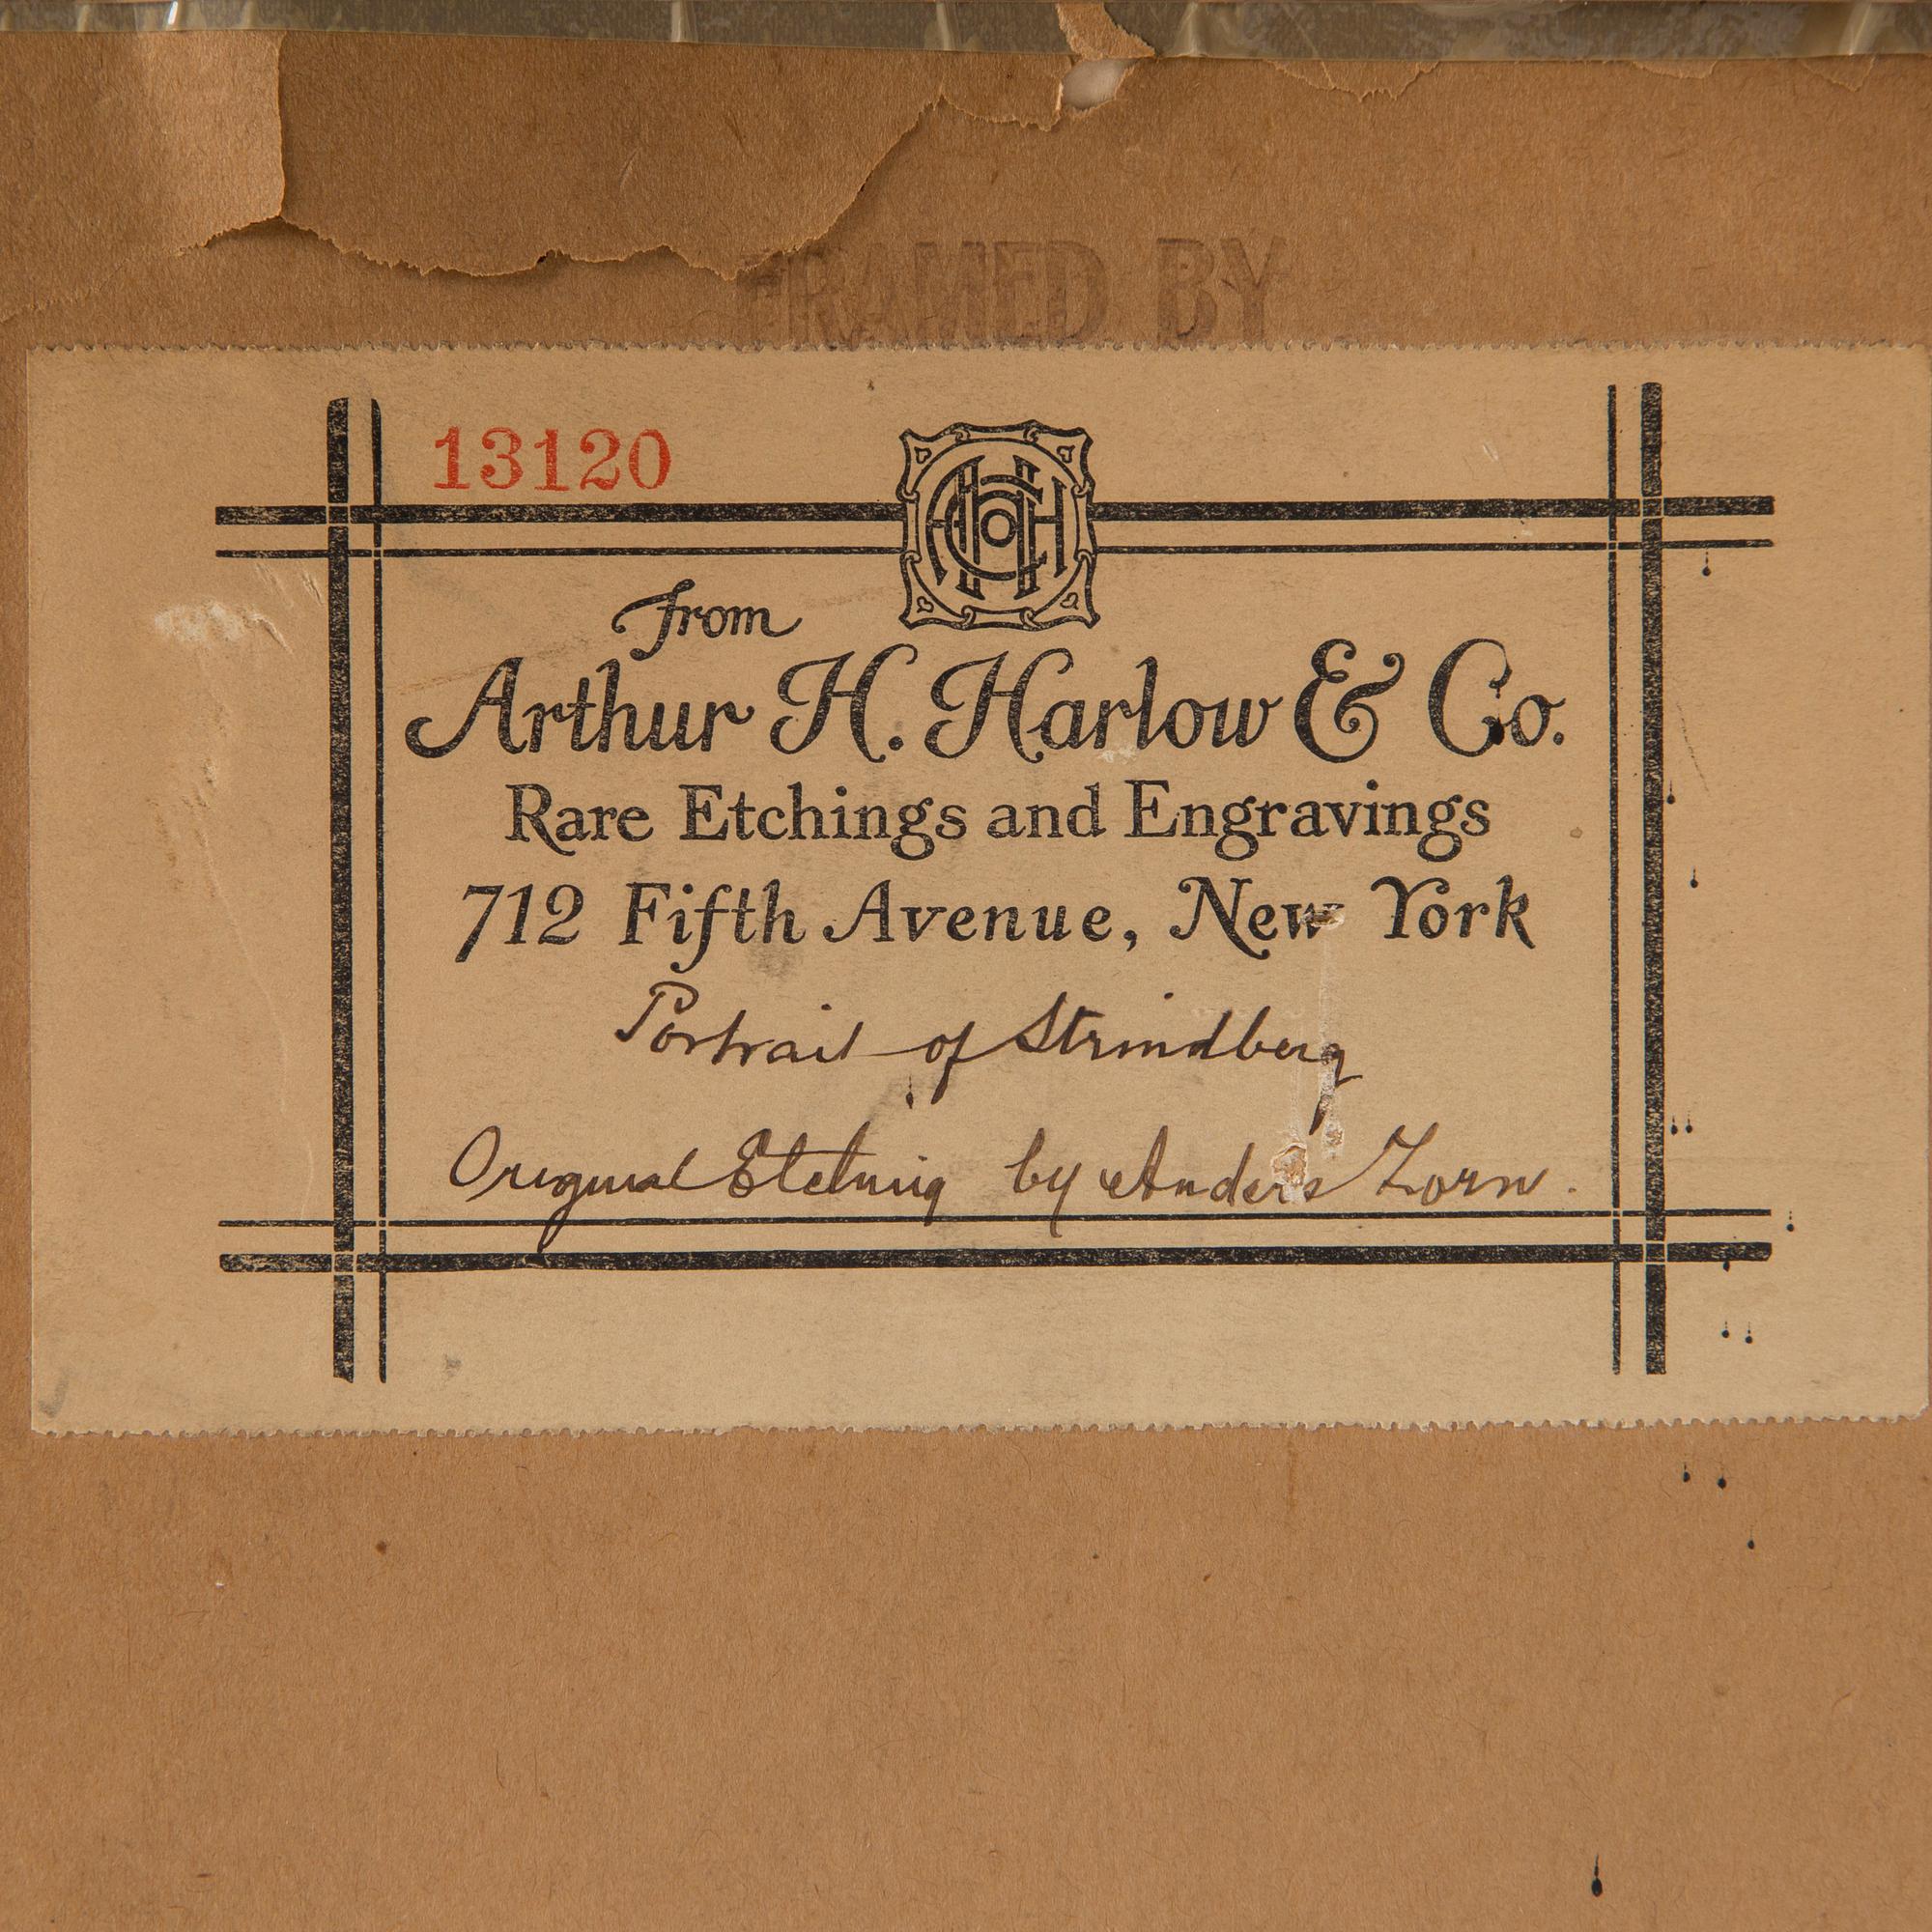 FRAMED BY
13120
from
Arthur H. Harlow & Co.
Rare Etchings and Engravings
712 Fifth Avenue, New York
Portrait of Strindberg
Original Etching by Anders Zorn.